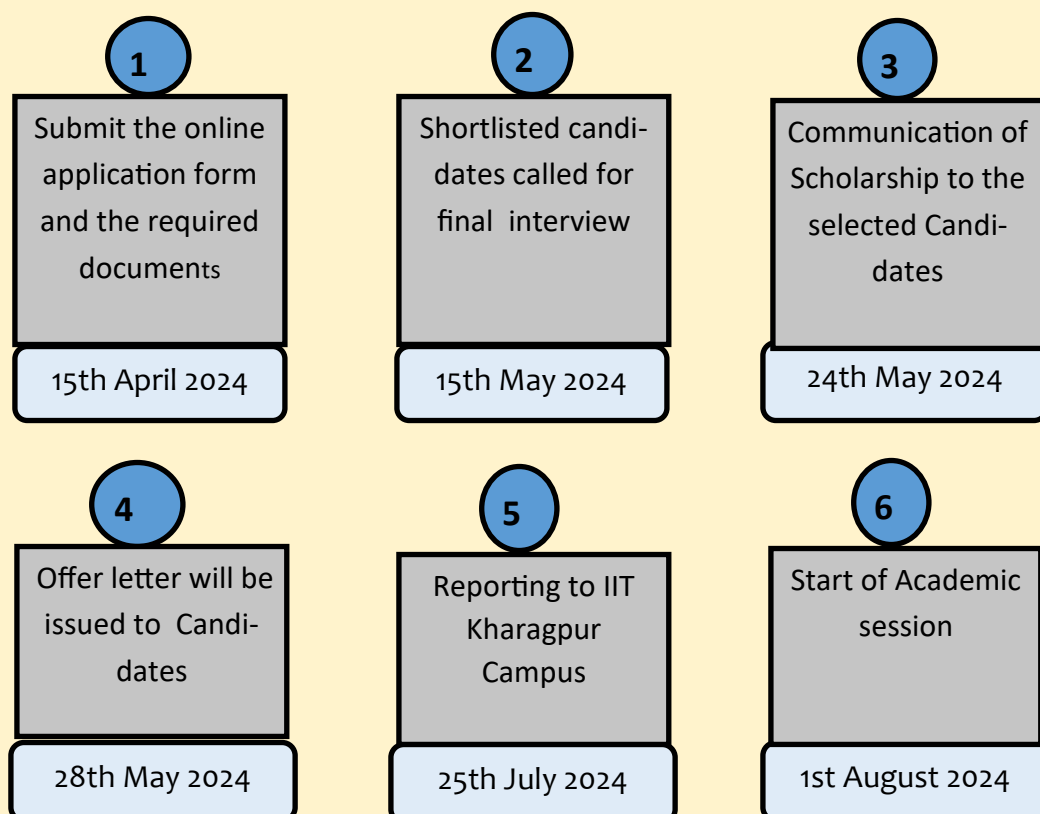 1
Submit the online
application form
and the required
documents
15th April 2024
2
Shortlisted candi-
dates called for
final interview
15th May 2024
3
Communication of
Scholarship to the
selected Candi-
dates
24th May 2024
4
Offer letter will be
issued to Candi-
dates
28th May 2024
5
Reporting to IIT
Kharagpur
Campus
25th July 2024
6
Start of Academic
session
1st August 2024